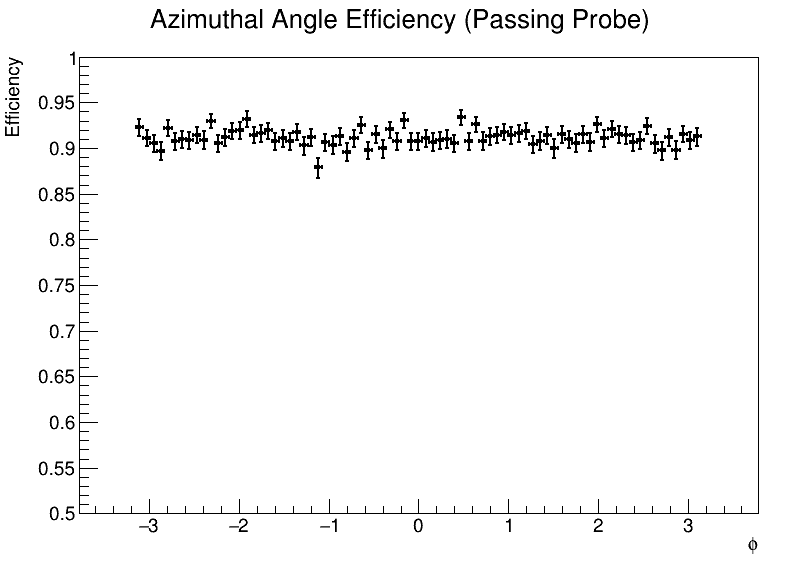 Azimuthal Angle Efficiency (Passing Probe)
Efficiency
1
0.95
0.9
0.85
0.8
0.75
0.7
0.65
0.6
0.55
0.5
−3 −2 −1 0 1 2 3
ϕ